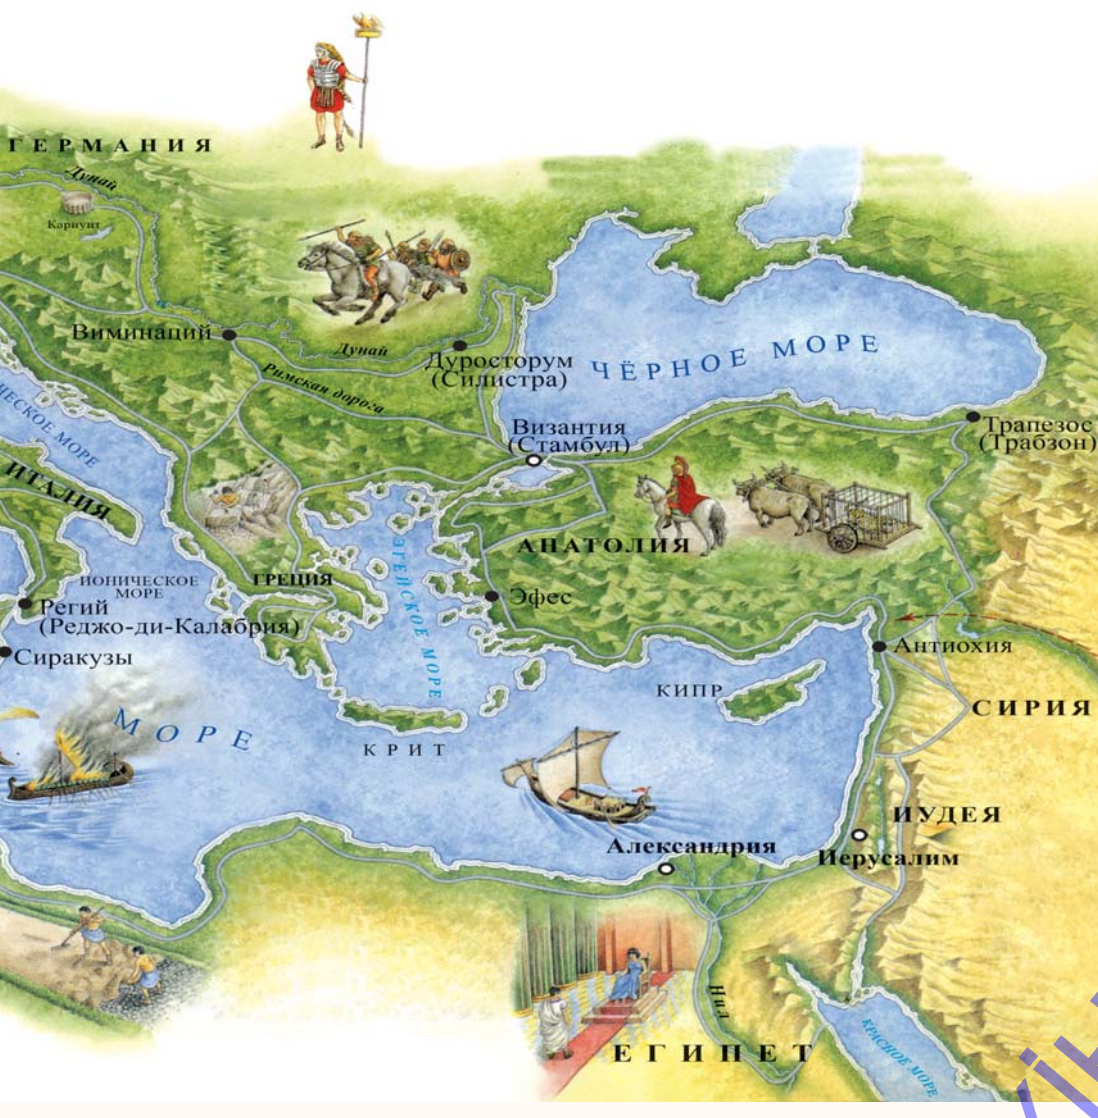 ГЕРМАНИЯ
Дунай
Карнунт
Виминаций
Дунай
Римская дорога
Дуросторум
(Силистра)
ЧЁРНОЕ МОРЕ
Византия
(Стамбул)
Трапезос
(Трабзон)
ЧЕСКОЕ МОРЕ
ИТАЛИЯ
АНАТОЛИЯ
ИОНИЧЕСКОЕ
МОРЕ
ГРЕЦИЯ
ЭГЕЙСКОЕ МОРЕ
Эфес
Регий
(Реджо-ди-Калабрия)
Сиракузы
Антиохия
КИПР
СИРИЯ
МОРЕ
КРИТ
ИУДЕЯ
Александрия
Иерусалим
Нил
ЕГИПЕТ
КРАСНОЕ МОРЕ